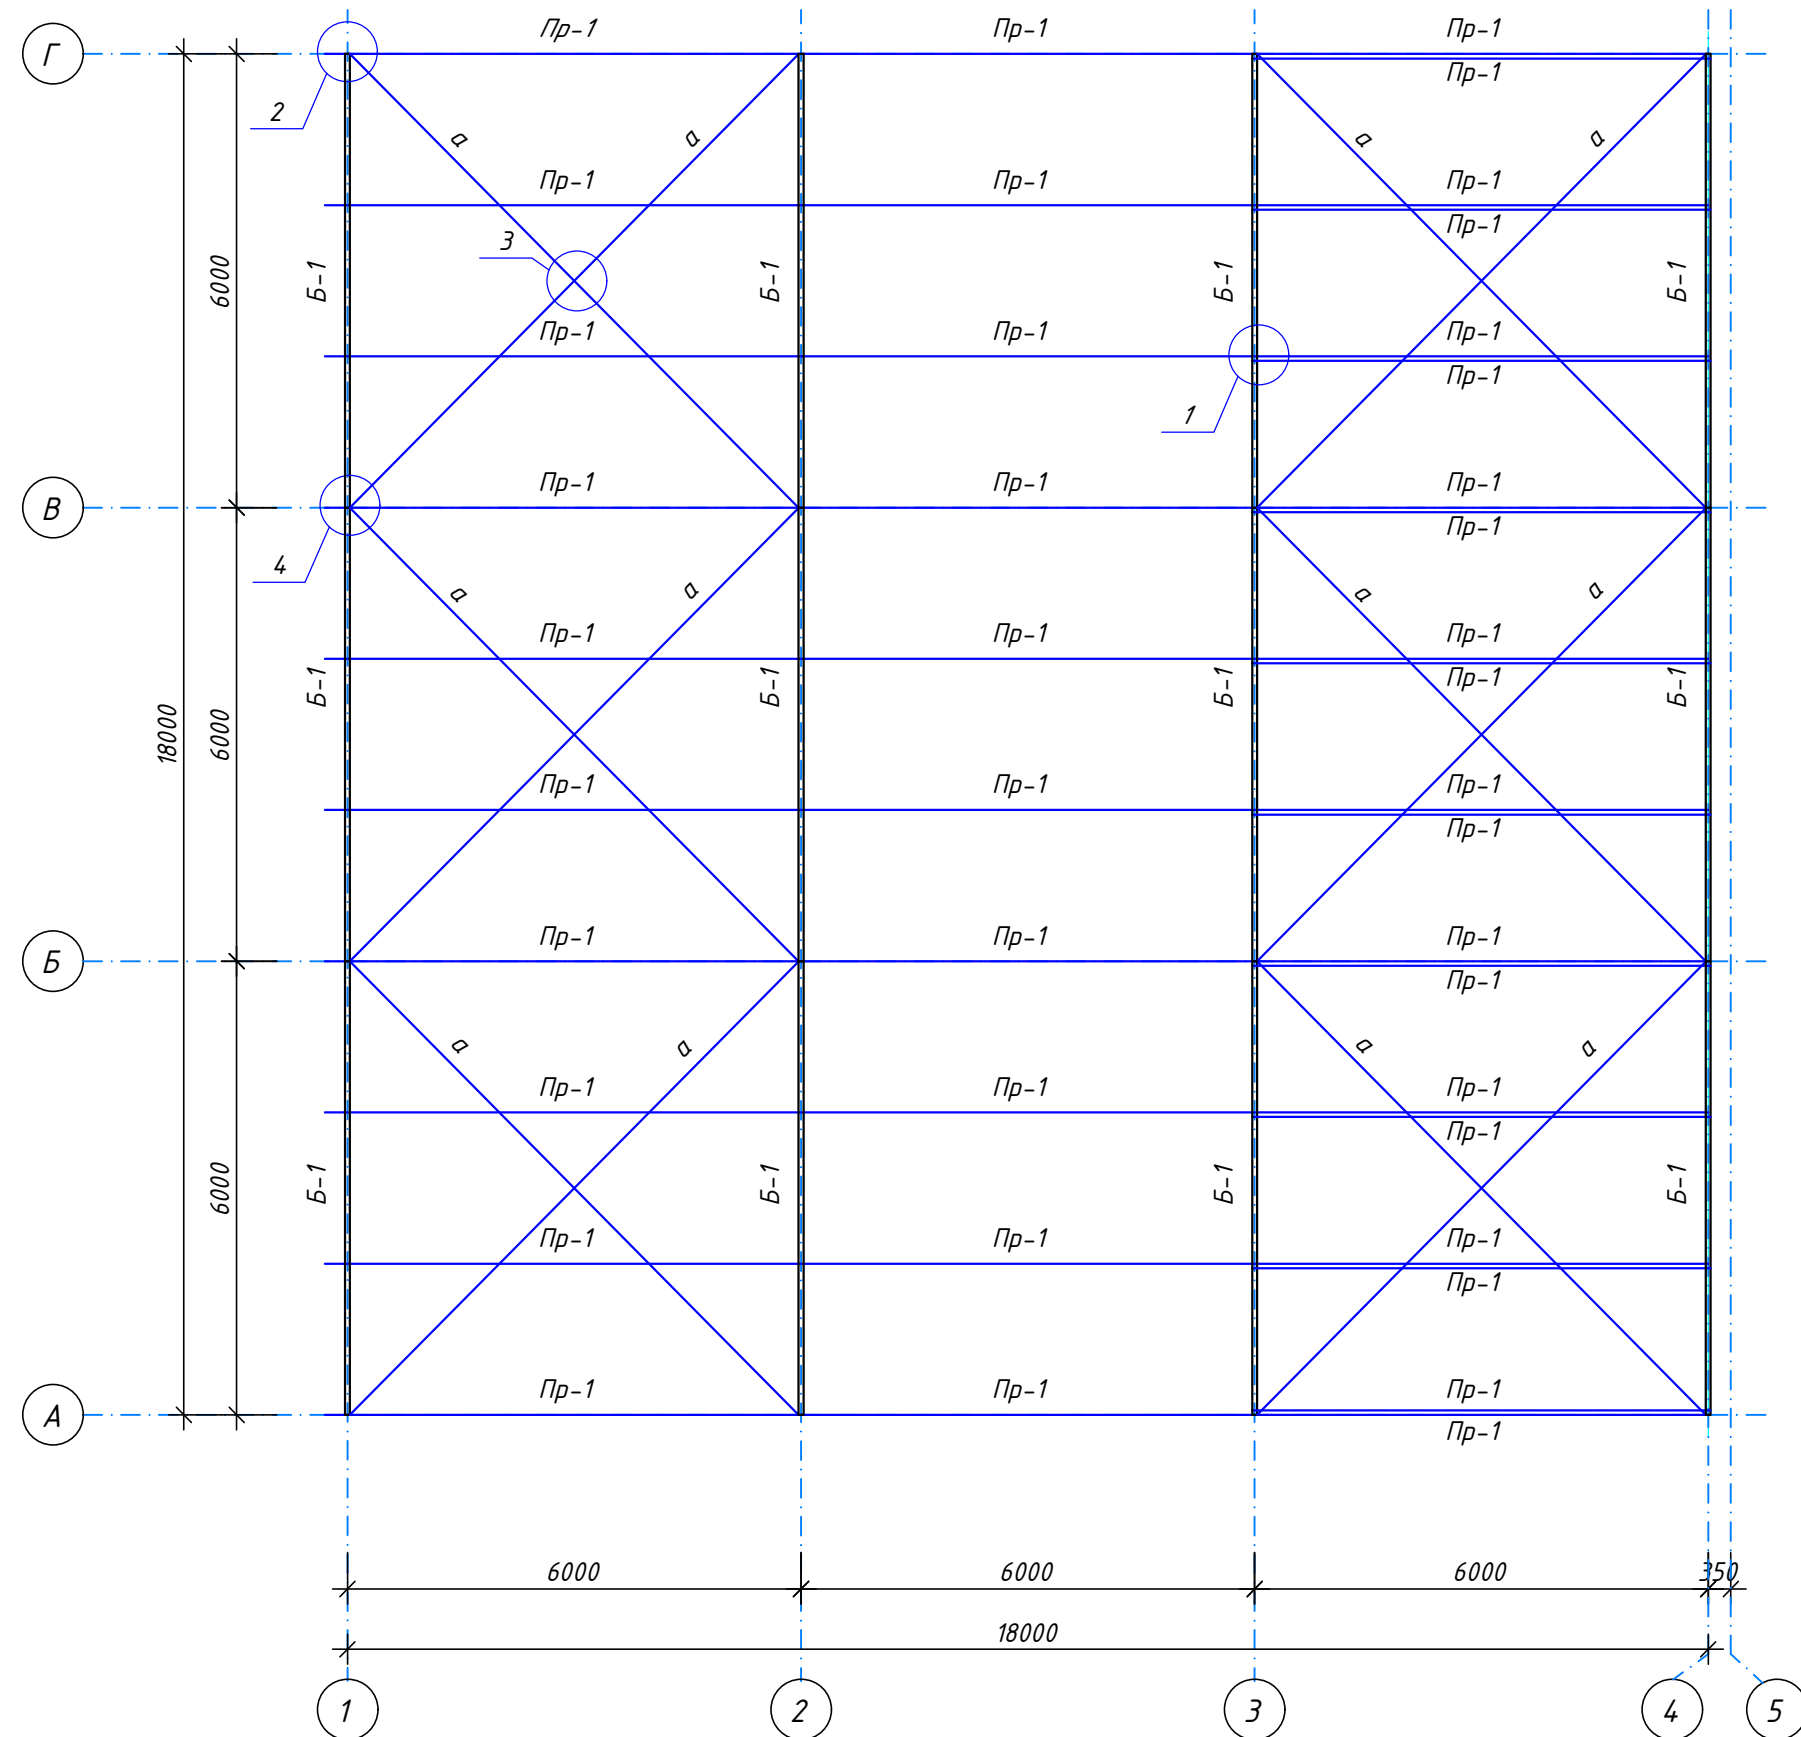 Пр-1 Пр-1 Пр-1
Г
Пр-1
2
а а а а
Пр-1 Пр-1 Пр-1
Пр-1
3
6000 Б-1 Б-1 Б-1 Б-1
Пр-1 Пр-1 Пр-1
Пр-1
1
Пр-1 Пр-1 Пр-1
В
Пр-1
4
а а а а
Пр-1 Пр-1 Пр-1
Пр-1
Б-1 Б-1 Б-1 Б-1
18000 6000
Пр-1 Пр-1 Пр-1
Пр-1
Пр-1 Пр-1 Пр-1
Б
Пр-1
а а а а
Пр-1 Пр-1 Пр-1
Пр-1
6000 Б-1 Б-1 Б-1 Б-1
Пр-1 Пр-1 Пр-1
Пр-1
Пр-1 Пр-1 Пр-1
А
Пр-1
6000 6000 6000 350
18000
1 2 3 4 5